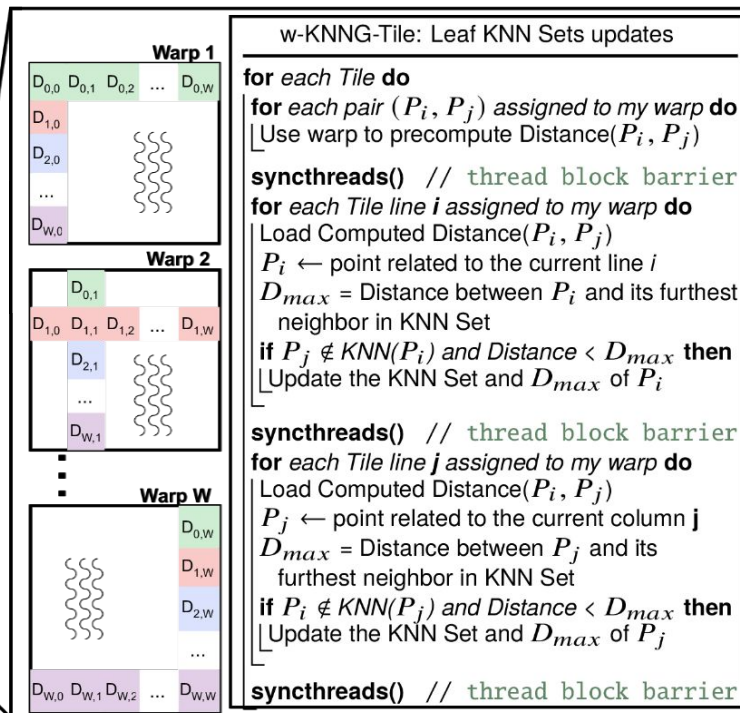 Warp 1
D0,0 D0,1 D0,2 ... D0,W
D1,0
D2,0
...
DW,0
Warp 2
D0,1
D1,0 D1,1 D1,2 ... D1,W
D2,1
...
DW,1
Warp W
D0,W
D1,W
D2,W
...
DW,0 DW,1 DW,2 ... DW,W
w-KNNG-Tile: Leaf KNN Sets updates
for each Tile do
for each pair (Pi, Pj) assigned to my warp do
Use warp to precompute Distance(Pi, Pj)
syncthreads() // thread block barrier
for each Tile line i assigned to my warp do
Load Computed Distance(Pi, Pj)
Pi ← point related to the current line i
Dmax = Distance between Pi and its furthest
neighbor in KNN Set
if Pj ∉ KNN(Pi) and Distance < Dmax then
Update the KNN Set and Dmax of Pi
syncthreads() // thread block barrier
for each Tile line j assigned to my warp do
Load Computed Distance(Pi, Pj)
Pj ← point related to the current column j
Dmax = Distance between Pj and its
furthest neighbor in KNN Set
if Pi ∉ KNN(Pj) and Distance < Dmax then
Update the KNN Set and Dmax of Pj
syncthreads() // thread block barrier